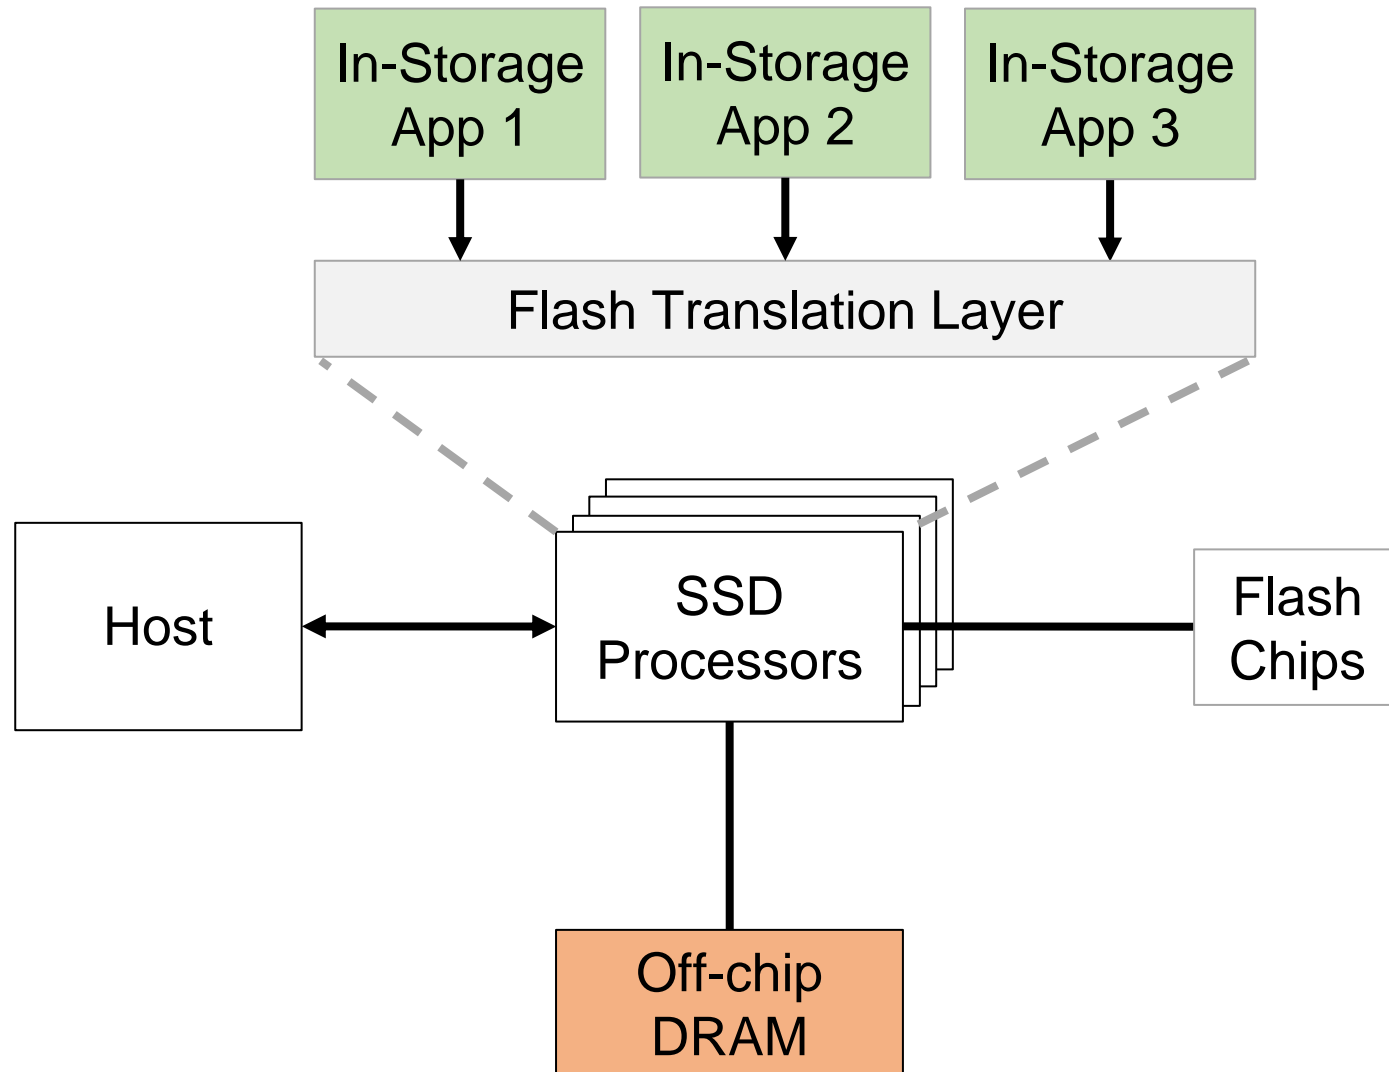 In-Storage
App 1
In-Storage
App 2
In-Storage
App 3
Flash Translation Layer
Host
SSD
Processors
Flash
Chips
Off-chip
DRAM